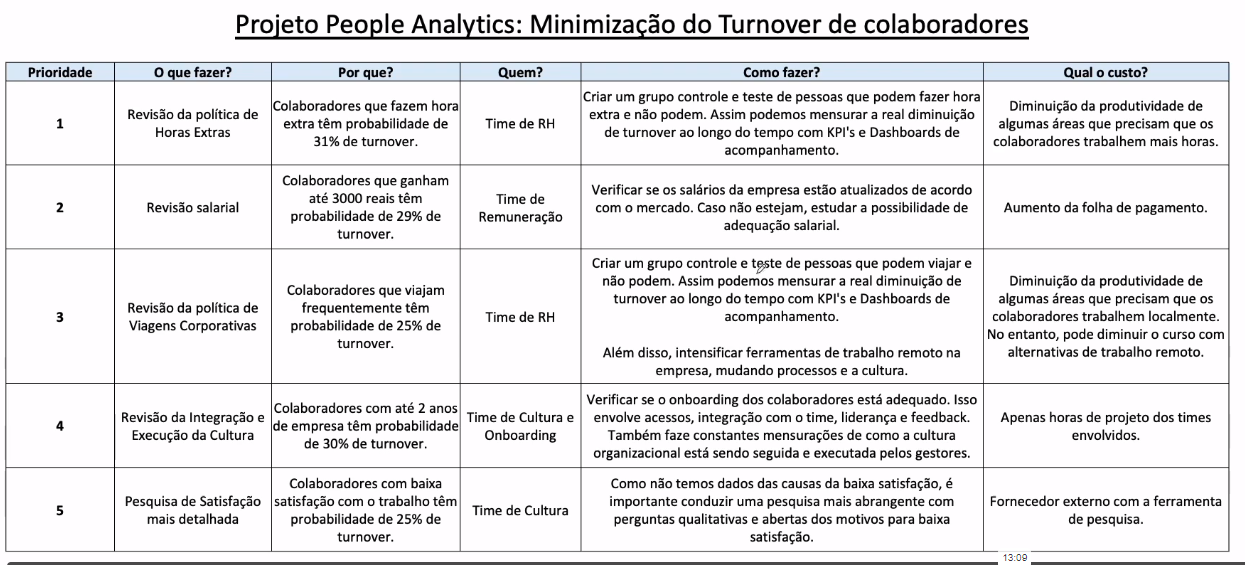 Projeto People Analytics: Minimização do Turnover de colaboradores
Prioridade
O que fazer?
Por que?
Quem?
Como fazer?
Qual o custo?
1
Revisão da política de
Horas Extras
Colaboradores que fazem hora
extra têm probabilidade de
31% de turnover.
Time de RH
Criar um grupo controle e teste de pessoas que podem fazer hora
extra e não podem. Assim podemos mensurar a real diminuição
de turnover ao longo do tempo com KPI's e Dashboards de
acompanhamento.
Diminuição da produtividade de
algumas áreas que precisam que os
colaboradores trabalhem mais horas.
2
Revisão salarial
Colaboradores que ganham
até 3000 reais têm
probabilidade de 29% de
turnover.
Time de
Remuneração
Verificar se os salários da empresa estão atualizados de acordo
com o mercado. Caso não estejam, estudar a possibilidade de
adequação salarial.
Aumento da folha de pagamento.
3
Revisão da política de
Viagens Corporativas
Colaboradores que viajam
frequentemente têm
probabilidade de 25% de
turnover.
Time de RH
Criar um grupo controle e teste de pessoas que podem viajar e
não podem. Assim podemos mensurar a real diminuição de
turnover ao longo do tempo com KPI's e Dashboards de
acompanhamento.
Além disso, intensificar ferramentas de trabalho remoto na
empresa, mudando processos e a cultura.
Diminuição da produtividade de
algumas áreas que precisam que os
colaboradores trabalhem localmente.
No entanto, pode diminuir o curso com
alternativas de trabalho remoto.
4
Revisão da Integração e
Execução da Cultura
Colaboradores com até 2 anos
de empresa têm probabilidade
de 30% de turnover.
Time de Cultura e
Onboarding
Verificar se o onboarding dos colaboradores está adequado. Isso
envolve acessos, integração com o time, liderança e feedback.
Também faze constantes mensurações de como a cultura
organizacional está sendo seguida e executada pelos gestores.
Apenas horas de projeto dos times
envolvidos.
5
Pesquisa de Satisfação
mais detalhada
Colaboradores com baixa
satisfação com o trabalho têm
probabilidade de 25% de
turnover.
Time de Cultura
Como não temos dados das causas da baixa satisfação, é
importante conduzir uma pesquisa mais abrangente com
perguntas qualitativas e abertas dos motivos para baixa
satisfação.
Fornecedor externo com a ferramenta
de pesquisa.
13:09